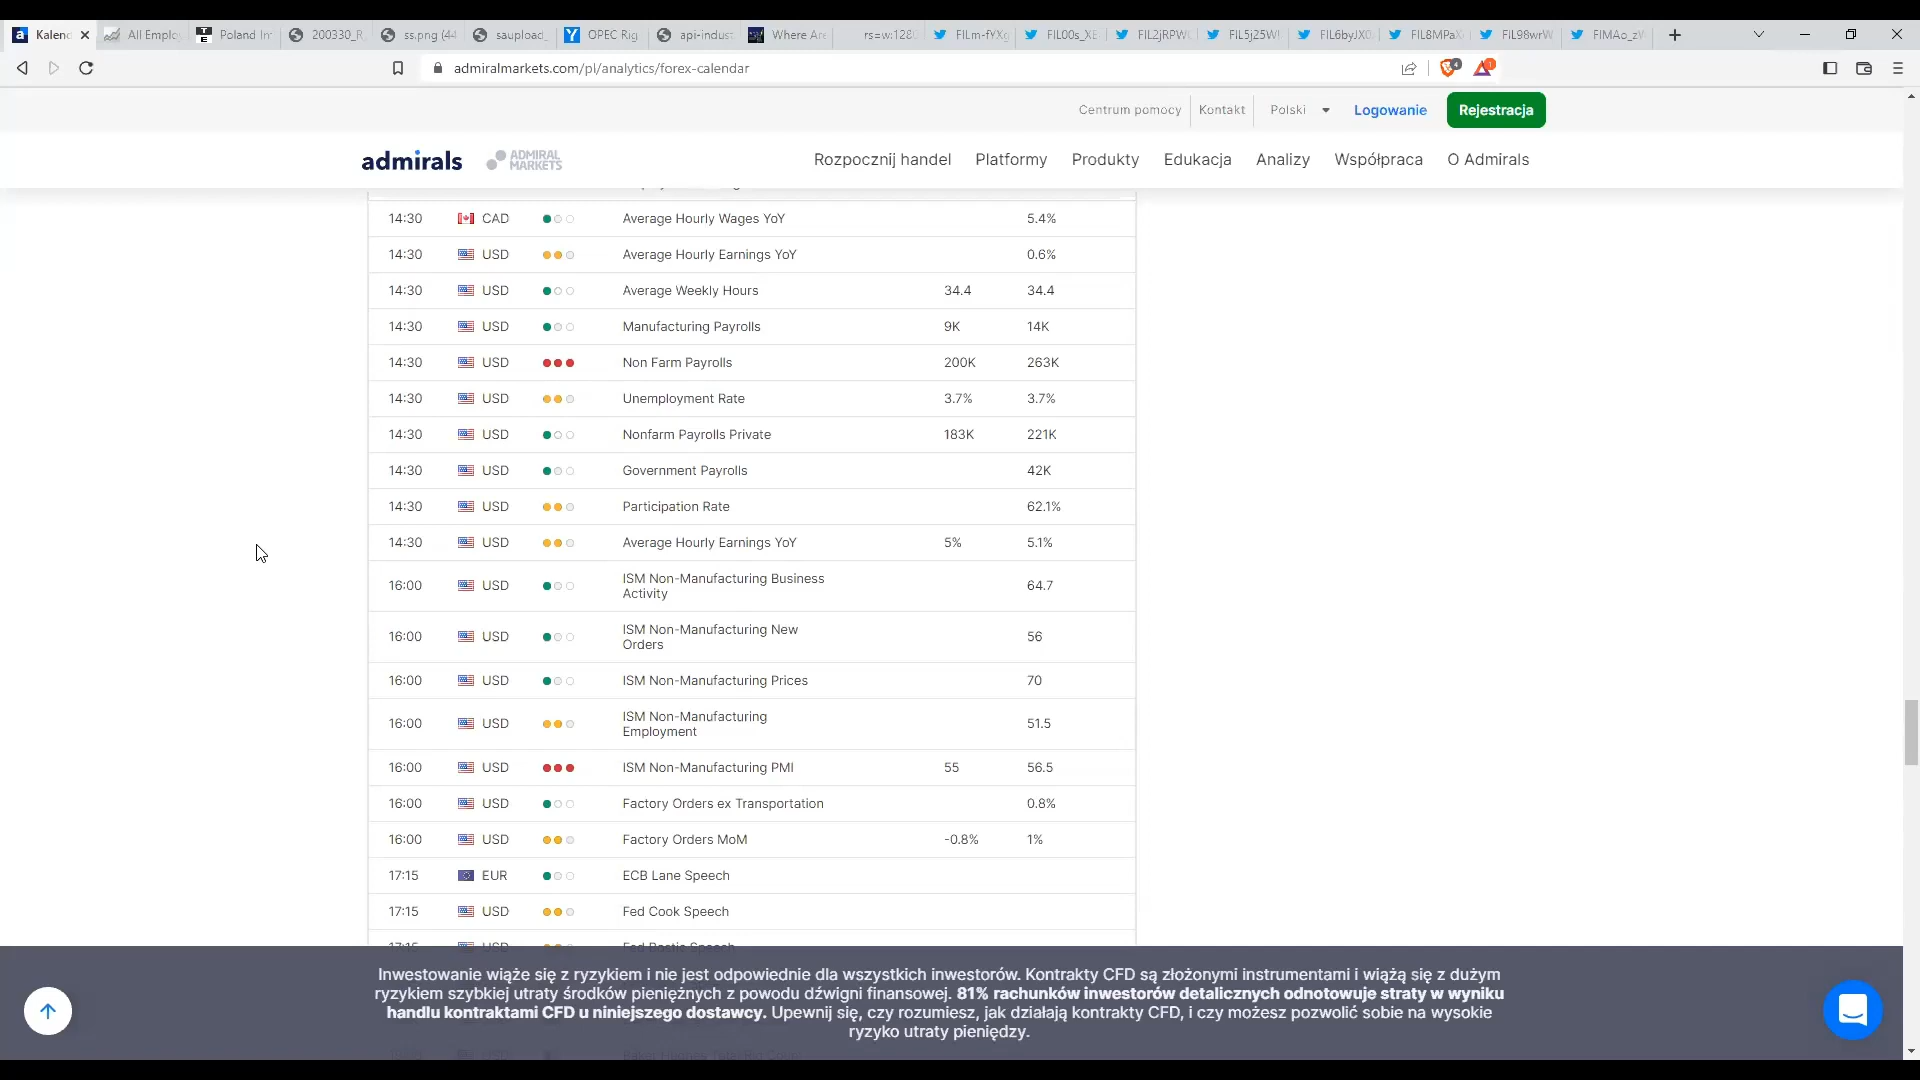 Kalend
All Emplo
Poland In
200330_R
ss.png (44
saupload_
OPEC Rig
api-indust
Where Are
rs=w:1280
FILm-fYXg
FIL00s_XE
FIL2jRPW
FIL5j25W
FIL6byJX0
FIL8MPaX
FIL98wrW
FIMAo_zW
admiralmarkets.com/pl/analytics/forex-calendar
Centrum pomocy Kontakt Polski Logowanie Rejestracja
admirals ADMIRAL MARKETS
Rozpocznij handel Platformy Produkty Edukacja Analizy Współpraca O Admirals
14:30 CAD Average Hourly Wages YoY 5.4%
14:30 USD Average Hourly Earnings YoY 0.6%
14:30 USD Average Weekly Hours 34.4 34.4
14:30 USD Manufacturing Payrolls 9K 14K
14:30 USD Non Farm Payrolls 200K 263K
14:30 USD Unemployment Rate 3.7% 3.7%
14:30 USD Nonfarm Payrolls Private 183K 221K
14:30 USD Government Payrolls 42K
14:30 USD Participation Rate 62.1%
14:30 USD Average Hourly Earnings YoY 5% 5.1%
16:00 USD ISM Non-Manufacturing Business Activity 64.7
16:00 USD ISM Non-Manufacturing New Orders 56
16:00 USD ISM Non-Manufacturing Prices 70
16:00 USD ISM Non-Manufacturing Employment 51.5
16:00 USD ISM Non-Manufacturing PMI 55 56.5
16:00 USD Factory Orders ex Transportation 0.8%
16:00 USD Factory Orders MoM -0.8% 1%
17:15 EUR ECB Lane Speech
17:15 USD Fed Cook Speech
17:15 USD Fed Bostic Speech
Inwestowanie wiąże się z ryzykiem i nie jest odpowiednie dla wszystkich inwestorów. Kontrakty CFD są złożonymi instrumentami i wiążą się z dużym
ryzykiem szybkiej utraty środków pieniężnych z powodu dźwigni finansowej. 81% rachunków inwestorów detalicznych odnotowuje straty w wyniku
handlu kontraktami CFD u niniejszego dostawcy. Upewnij się, czy rozumiesz, jak działają kontrakty CFD, i czy możesz pozwolić sobie na wysokie
ryzyko utraty pieniędzy.